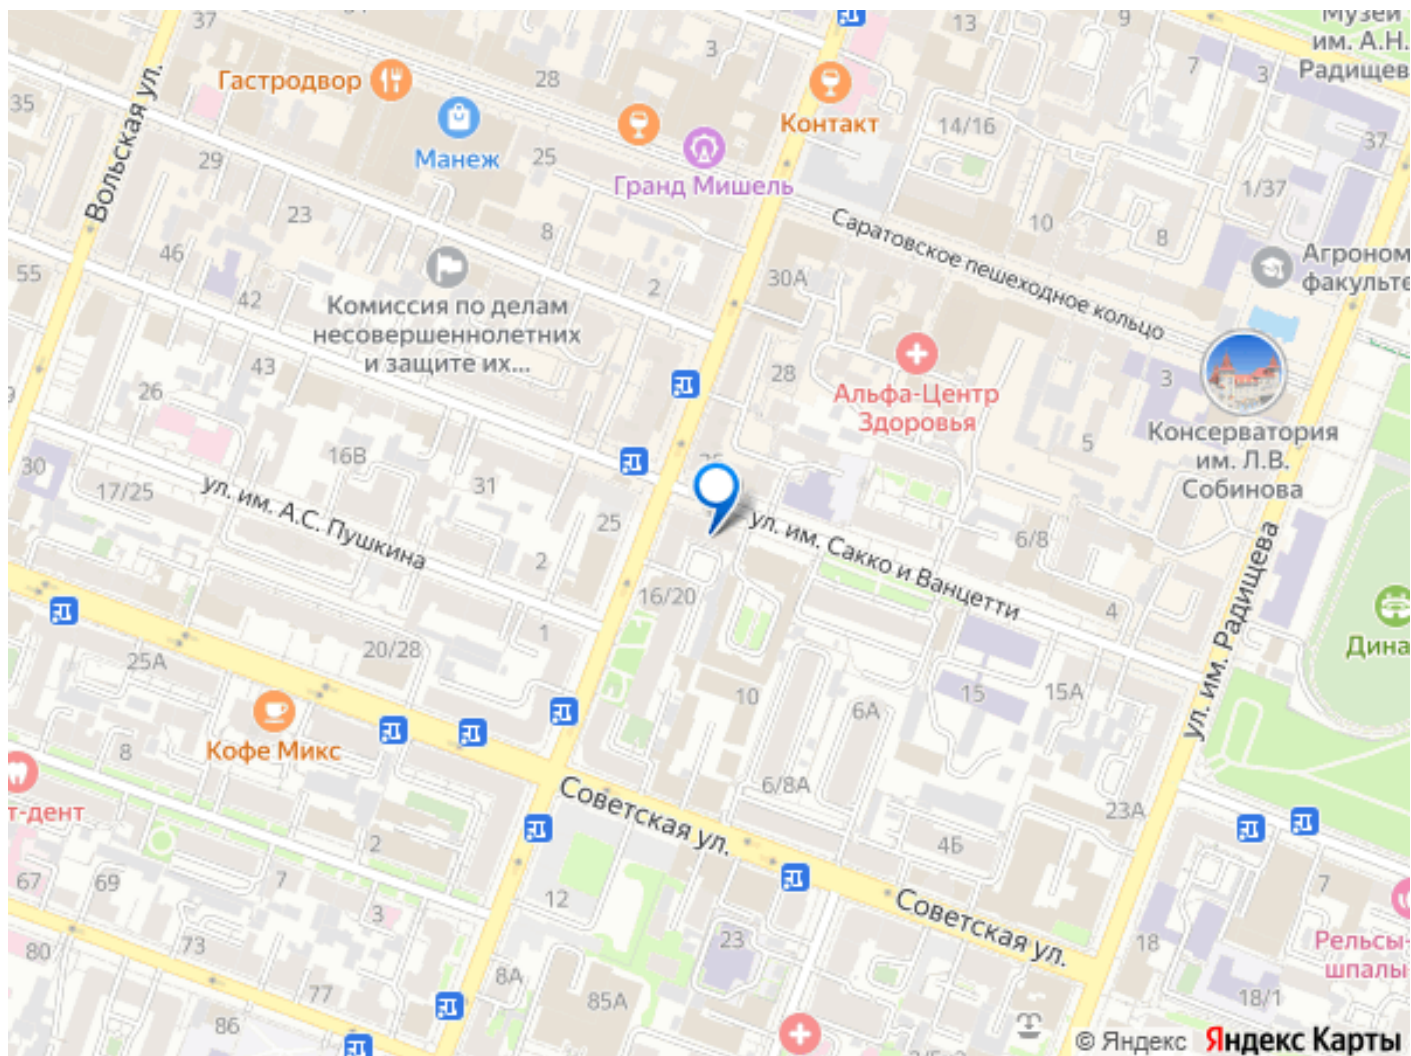 37
13
9
Музей
им. А.Н.
Радищев
3
28
Гастродвор
7
3
35
Вольская ул.
Контакт
14/16
37
Манеж
25
29
Гранд Мишель
1/37
23
8
Саратовское пешеходное кольцо
10
8
46
Агроном
факульте
55
30А
2
42
Комиссия по делам
несовершеннолетних
и защите их...
43
28
3
26
Альфа-Центр
Здоровья
5
Консерватория
им. Л.В.
Собинова
16В
30
17/25
ул. им. А.С. Пушкина
31
25
ул. им. Сакко и Ванцетти
6/8
ул. им. Радищева
2
16/20
4
Дина
1
20/28
25А
10
6А
15
15А
Кофе Микс
8
6/8А
т-дент
Советская ул.
23А
2
4Б
67
69
7
7
12
3
Советская ул.
23
18
80
73
Рельсы-
шпалы
8А
77
85А
18/1
86
© Яндекс
Яндекс Карты